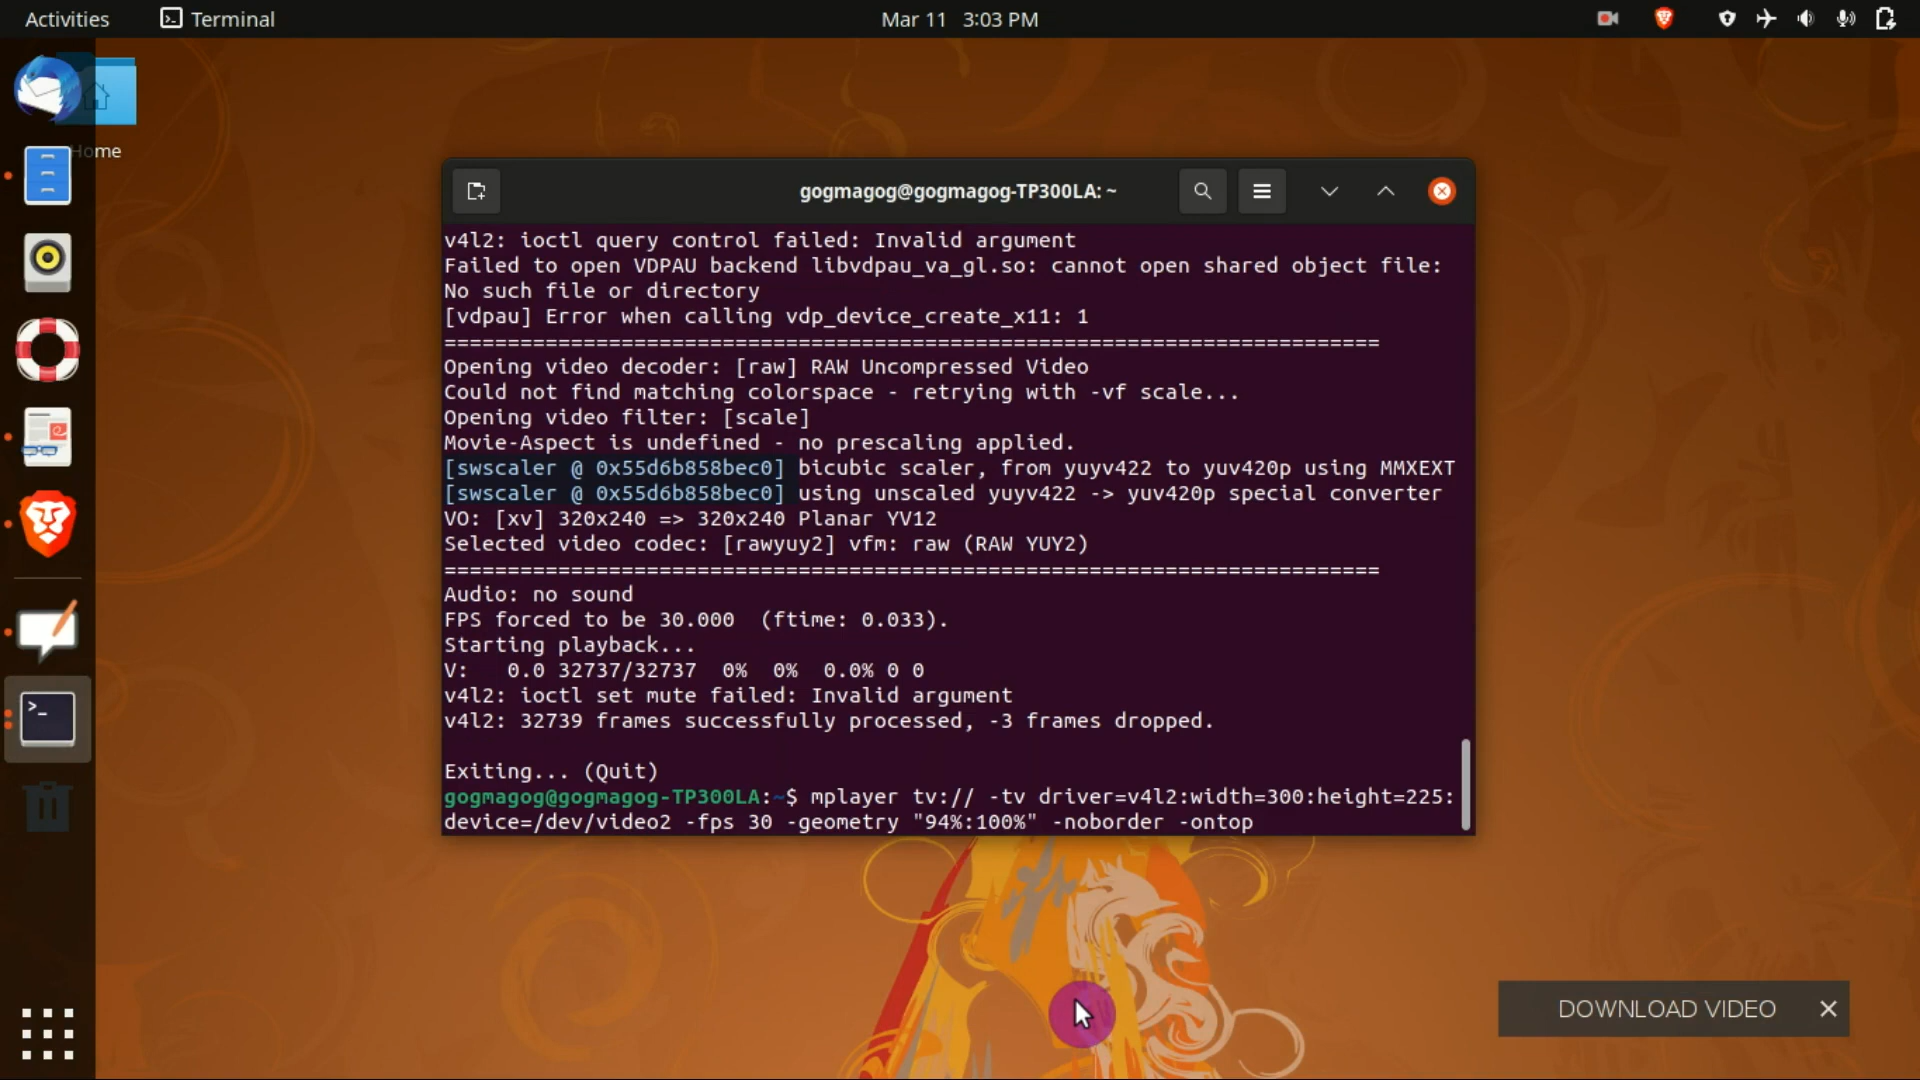 Activities
Terminal
Mar 11 3:03 PM
Home
gogmagog@gogmagog-TP300LA: ~
v4l2: ioctl query control failed: Invalid argument
Failed to open VDPAU backend libvdpau_va_gl.so: cannot open shared object file:
No such file or directory
[vdpau] Error when calling vdp_device_create_x11: 1
==========================================================================
Opening video decoder: [raw] RAW Uncompressed Video
Could not find matching colorspace - retrying with -vf scale...
Opening video filter: [scale]
Movie-Aspect is undefined - no prescaling applied.
[swscaler @ 0x55d6b858bec0] bicubic scaler, from yuyv422 to yuv420p using MMXEXT
[swscaler @ 0x55d6b858bec0] using unscaled yuyv422 -> yuv420p special converter
VO: [xv] 320x240 => 320x240 Planar YV12
Selected video codec: [rawyuy2] vfm: raw (RAW YUY2)
==========================================================================
Audio: no sound
FPS forced to be 30.000  (ftime: 0.033).
Starting playback...
V:   0.0 32737/32737  0%  0%  0.0% 0 0
v4l2: ioctl set mute failed: Invalid argument
v4l2: 32739 frames successfully processed, -3 frames dropped.
Exiting... (Quit)
gogmagog@gogmagog-TP300LA:~$ mplayer tv:// -tv driver=v4l2:width=300:height=225:
device=/dev/video2 -fps 30 -geometry "94%:100%" -noborder -ontop
DOWNLOAD VIDEO